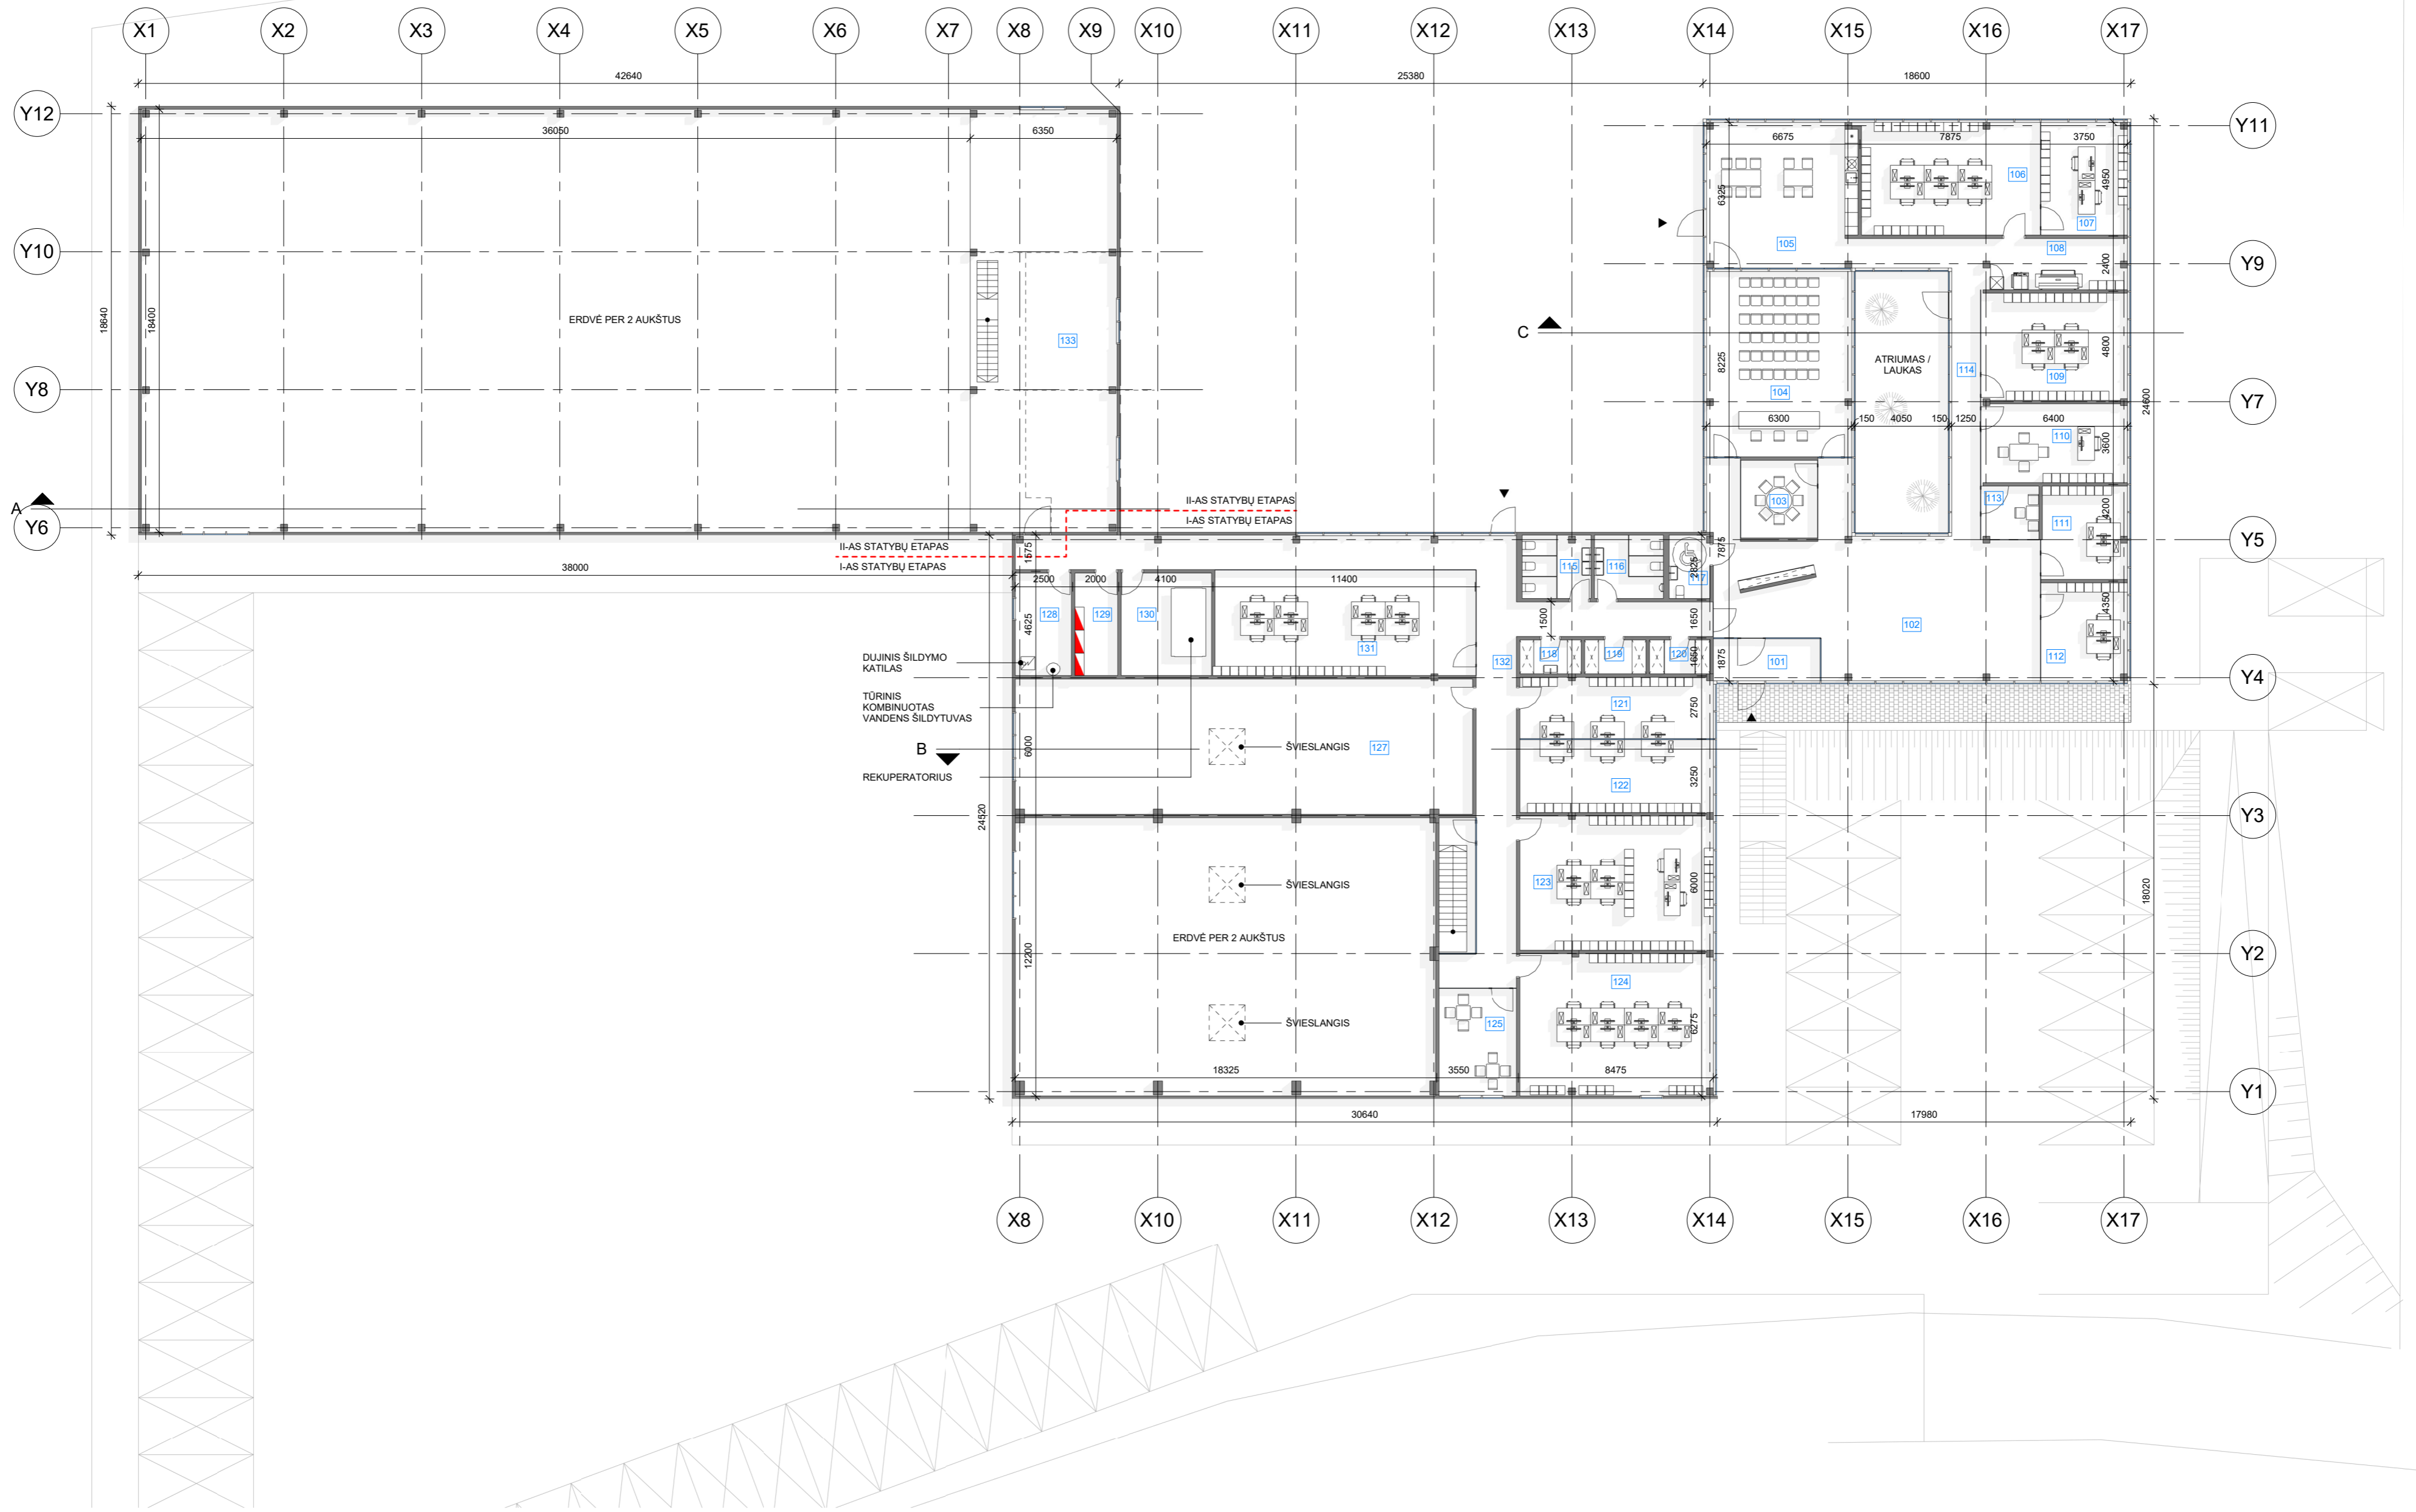 X1 X2 X3 X4 X5 X6 X7 X8 X9 X10 X11 X12 X13 X14 X15 X16 X17
42640 25380 18600
Y12
Y11
36050 6350
6675 7875 3750
6325
106
4950
107
105
108
Y10
Y9
2400
18640
18400
ERDVĖ PER 2 AUKŠTUS
133
C
8225
ATRIUMAS /
LAUKAS
114
4800
109
104
Y8
Y7
24600
6300 150 4050 150 1250 6400
110
3600
A
Y6
II-AS STATYBŲ ETAPAS
I-AS STATYBŲ ETAPAS
103
113
111
4200
Y5
II-AS STATYBŲ ETAPAS
I-AS STATYBŲ ETAPAS
38000
1575
2500 2000 4100 11400
115
116
2825
117
7875
128
129
130
4625
131
1500
1650
4350
102
DUJINIS ŠILDYMO
KATILAS
132
118
119
120
1650
1875
101
112
Y4
TŪRINIS
KOMBINUOTAS
VANDENS ŠILDYTUVAS
121
2750
B
6000
ŠVIESLANGIS
127
REKUPERATORIUS
122
3250
24520
Y3
ŠVIESLANGIS
123
6000
18020
ERDVĖ PER 2 AUKŠTUS
12200
Y2
124
ŠVIESLANGIS
125
6275
18325 3550 8475
Y1
30640 17980
X8 X10 X11 X12 X13 X14 X15 X16 X17